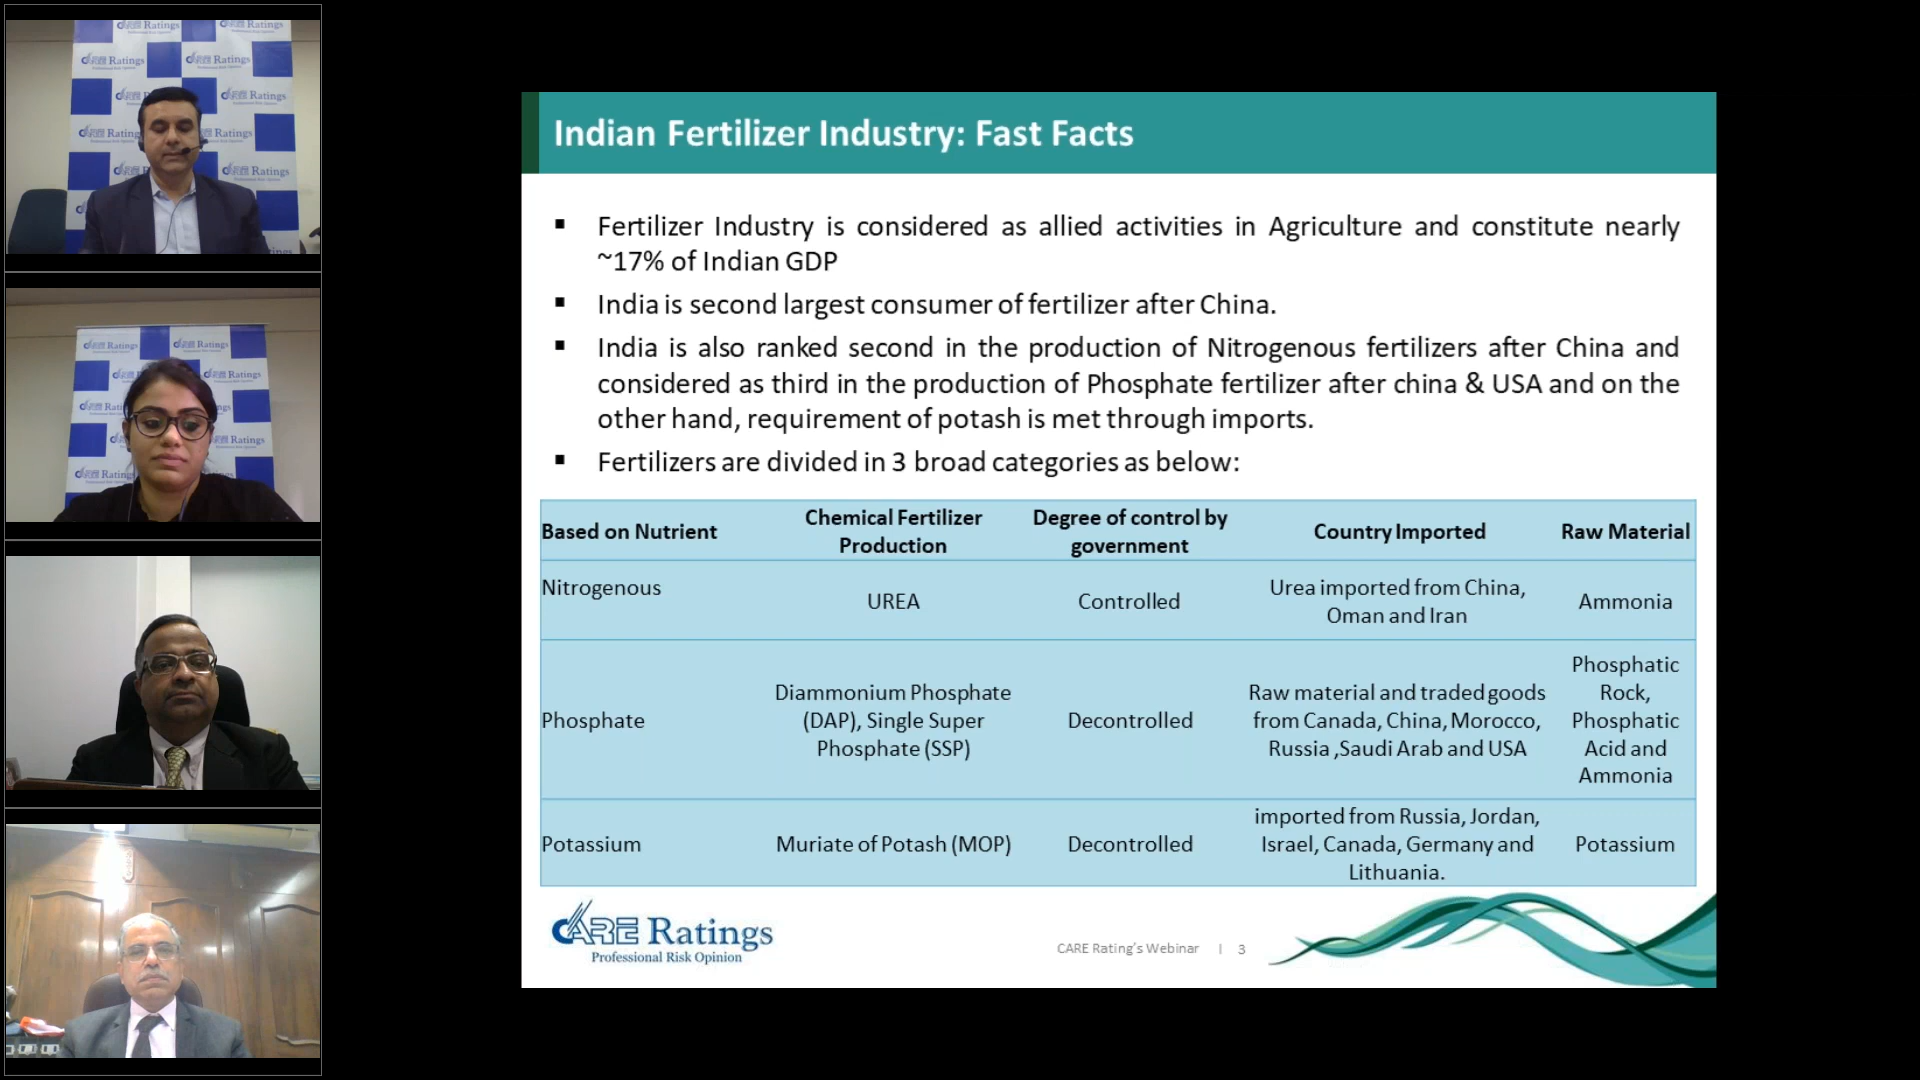 CARE Ratings
Professional Risk Opinion
Indian Fertilizer Industry: Fast Facts
▪ Fertilizer Industry is considered as allied activities in Agriculture and constitute nearly
~17% of Indian GDP
▪ India is second largest consumer of fertilizer after China.
▪ India is also ranked second in the production of Nitrogenous fertilizers after China and
considered as third in the production of Phosphate fertilizer after china & USA and on the
other hand, requirement of potash is met through imports.
▪ Fertilizers are divided in 3 broad categories as below:
Based on Nutrient
Chemical Fertilizer
Production
Degree of control by
government
Country Imported
Raw Material
Nitrogenous
UREA
Controlled
Urea imported from China,
Oman and Iran
Ammonia
Phosphate
Diammonium Phosphate
(DAP), Single Super
Phosphate (SSP)
Decontrolled
Raw material and traded goods
from Canada, China, Morocco,
Russia ,Saudi Arab and USA
Phosphatic
Rock,
Phosphatic
Acid and
Ammonia
Potassium
Muriate of Potash (MOP)
Decontrolled
imported from Russia, Jordan,
Israel, Canada, Germany and
Lithuania.
Potassium
CARE Ratings
Professional Risk Opinion
CARE Rating's Webinar | 3